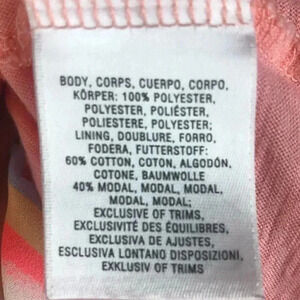 BODY, CORPS, CUERPO, CORPO,
KÖRPER: 100% POLYESTER,
POLYESTER, POLIÉSTER,
POLIESTERE, POLYESTER;
LINING, DOUBLURE, FORRO,
FODERA, FUTTERSTOFF:
60% COTTON, COTON, ALGODÓN,
COTONE, BAUMWOLLE
40% MODAL, MODAL, MODAL,
MODAL, MODAL;
EXCLUSIVE OF TRIMS,
EXCLUSIVITÉ DES ÉQUILIBRES,
EXCLUSIVA DE AJUSTES,
ESCLUSIVA LONTANO DISPOSIZIONI,
EXKLUSIV OF TRIMS